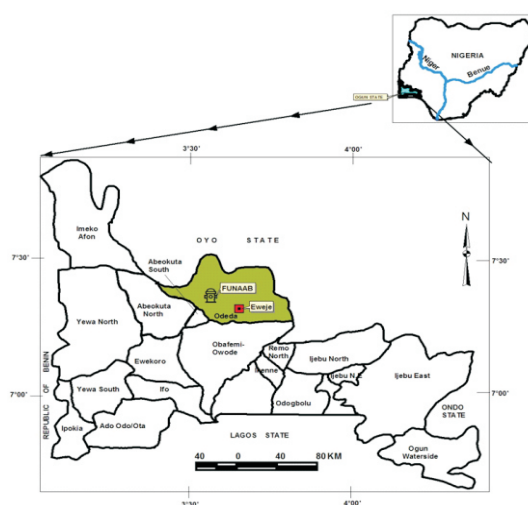 NIGERIA
Niger
Benue
OGUN STATE
3°30'
4°00'
Imeko
Afon
OYO STATE
N
Abeokuta
South
7°30'
7°30'
FUNAAB
Eweje
Odeda
Yewa North
Abeokuta
North
Obafemi-
Owode
Remo
North
Ijebu North
Ewekoro
Ikenne
Ijebu N.E
Ijebu East
Yewa South
Ifo
Odogbolu
7°00'
7°00'
REPUBLIC OF BENIN
ONDO
STATE
Ipokia
Ado Odo/Ota
LAGOS STATE
Ogun
Waterside
40 0 40 80 KM
3°30'
4°00'